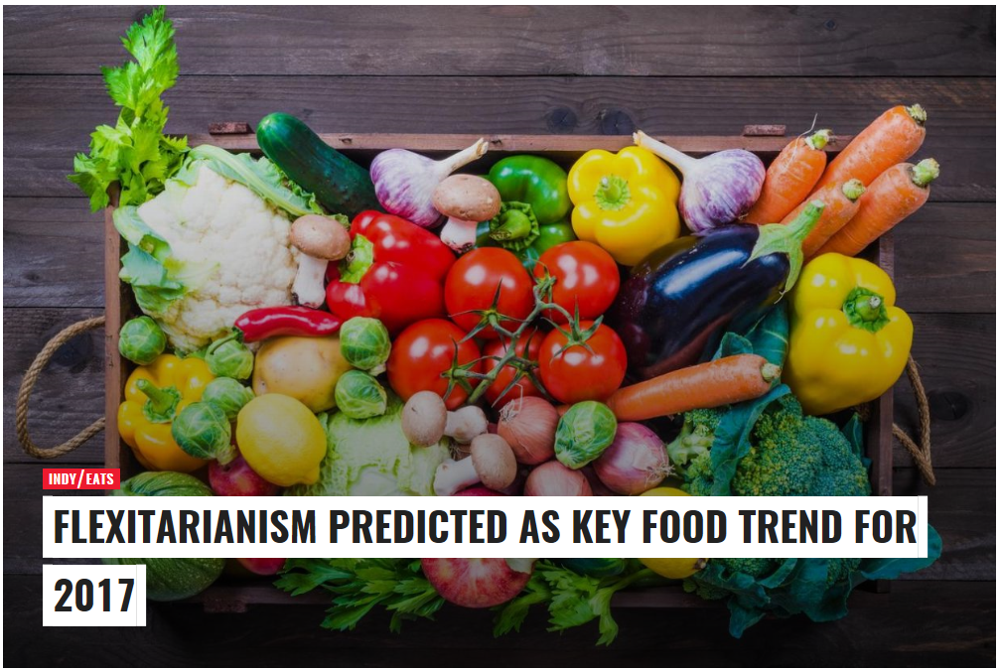 INDY/EATS
FLEXITARIANISM PREDICTED AS KEY FOOD TREND FOR
2017